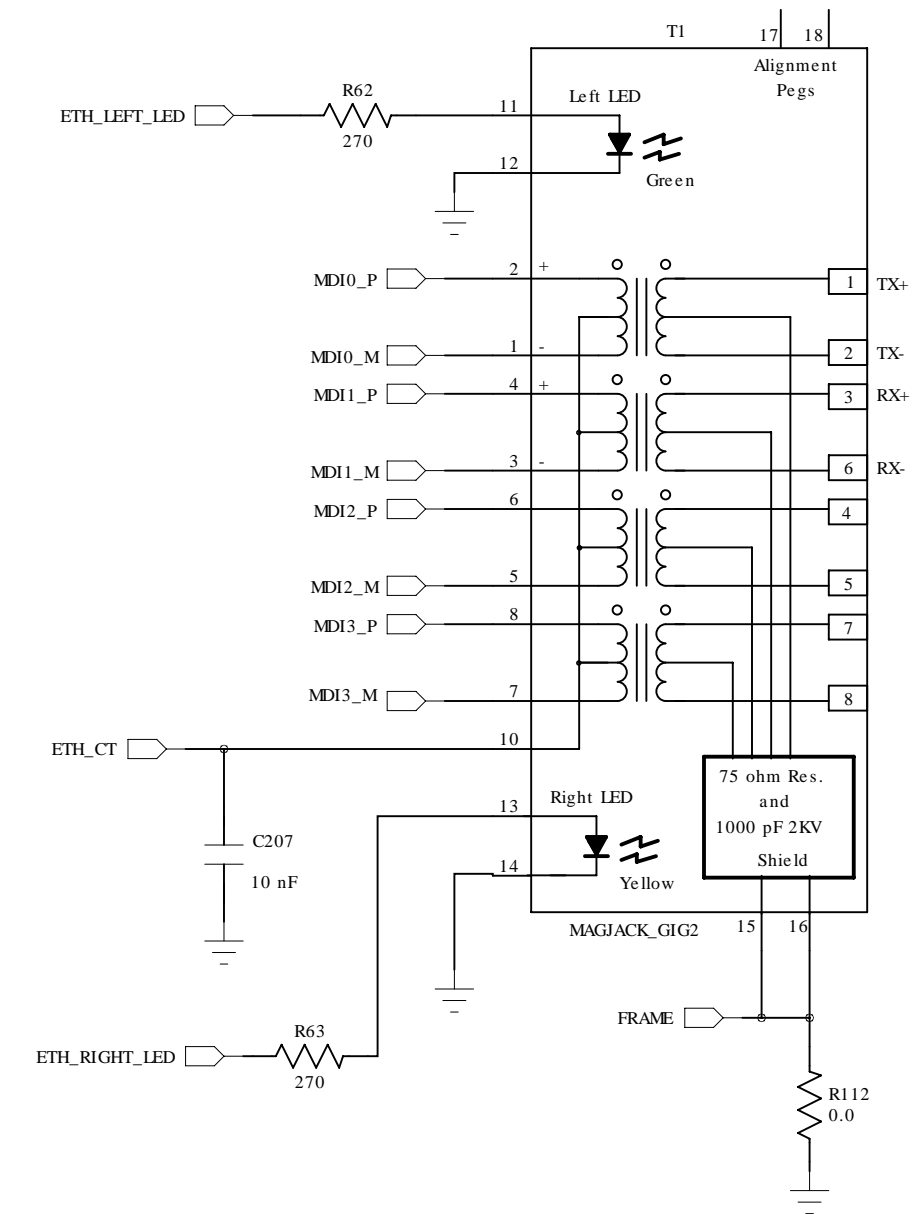 T1
17 18
Alignment
Pegs
R62
ETH_LEFT_LED
270
11
Left LED
12
Green
MDI0_P
2 +
1 TX+
MDI0_M
1 -
2 TX-
MDI1_P
4 +
3 RX+
MDI1_M
3 -
6 RX-
MDI2_P
6
4
MDI2_M
5
5
MDI3_P
8
7
MDI3_M
7
8
ETH_CT
10
75 ohm Res.
and
1000 pF 2KV
Shield
Right LED
13
14
Yellow
C207
10 nF
MAGJACK_GIG2
15 16
FRAME
R63
ETH_RIGHT_LED
270
R112
0.0